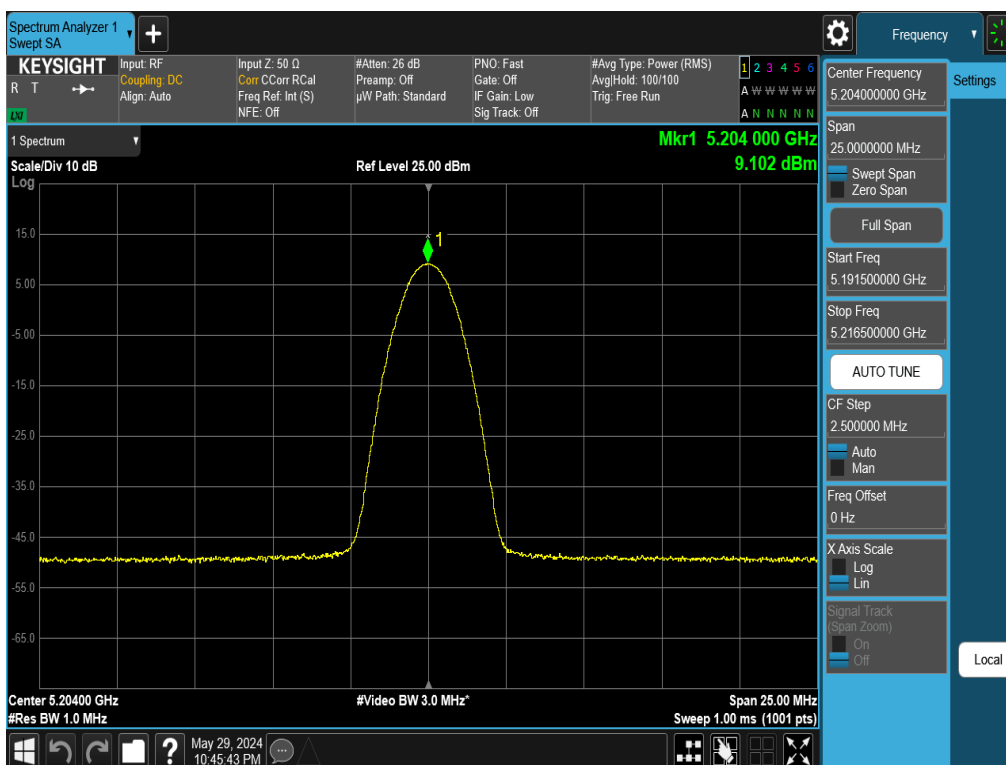 Spectrum Analyzer 1
Swept SA
Frequency
KEYSIGHT
R T
LXI
Input: RF
Coupling: DC
Align: Auto
Input Z: 50 Ω
Corr CCorr RCal
Freq Ref: Int (S)
NFE: Off
#Atten: 26 dB
Preamp: Off
µW Path: Standard
PNO: Fast
Gate: Off
IF Gain: Low
Sig Track: Off
#Avg Type: Power (RMS)
Avg|Hold: 100/100
Trig: Free Run
1 2 3 4 5 6
A W W W W W
A N N N N N
1 Spectrum
Mkr1 5.204 000 GHz
Scale/Div 10 dB
Ref Level 25.00 dBm
9.102 dBm
Log
15.0
5.00
-5.00
-15.0
-25.0
-35.0
-45.0
-55.0
-65.0
1
Center 5.20400 GHz
#Video BW 3.0 MHz*
Span 25.00 MHz
#Res BW 1.0 MHz
Sweep 1.00 ms (1001 pts)
Center Frequency
5.204000000 GHz
Settings
Span
25.0000000 MHz
Swept Span
Zero Span
Full Span
Start Freq
5.191500000 GHz
Stop Freq
5.216500000 GHz
AUTO TUNE
CF Step
2.500000 MHz
Auto
Man
Freq Offset
0 Hz
X Axis Scale
Log
Lin
Signal Track
(Span Zoom)
On
Off
Local
?
May 29, 2024
10:45:43 PM